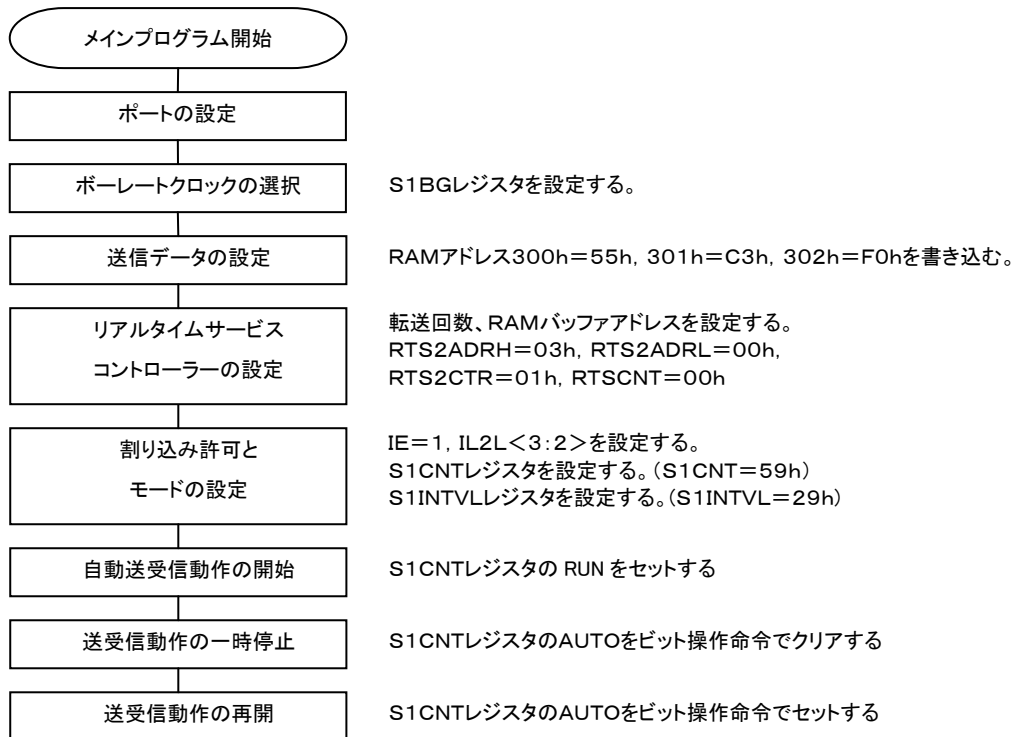 メインプログラム開始
ポートの設定
ボーレートクロックの選択
S1BGレジスタを設定する。
送信データの設定
RAMアドレス300h=55h, 301h=C3h, 302h=F0hを書き込む。
リアルタイムサービス
コントローラーの設定
転送回数、RAMバッファアドレスを設定する。
RTS2ADRH=03h, RTS2ADRL=00h,
RTS2CTR=01h, RTSCNT=00h
割り込み許可と
モードの設定
IE=1, IL2L<3:2>を設定する。
S1CNTレジスタを設定する。(S1CNT=59h)
S1INTVLレジスタを設定する。(S1INTVL=29h)
自動送受信動作の開始
S1CNTレジスタの RUN をセットする
送受信動作の一時停止
S1CNTレジスタのAUTOをビット操作命令でクリアする
送受信動作の再開
S1CNTレジスタのAUTOをビット操作命令でセットする